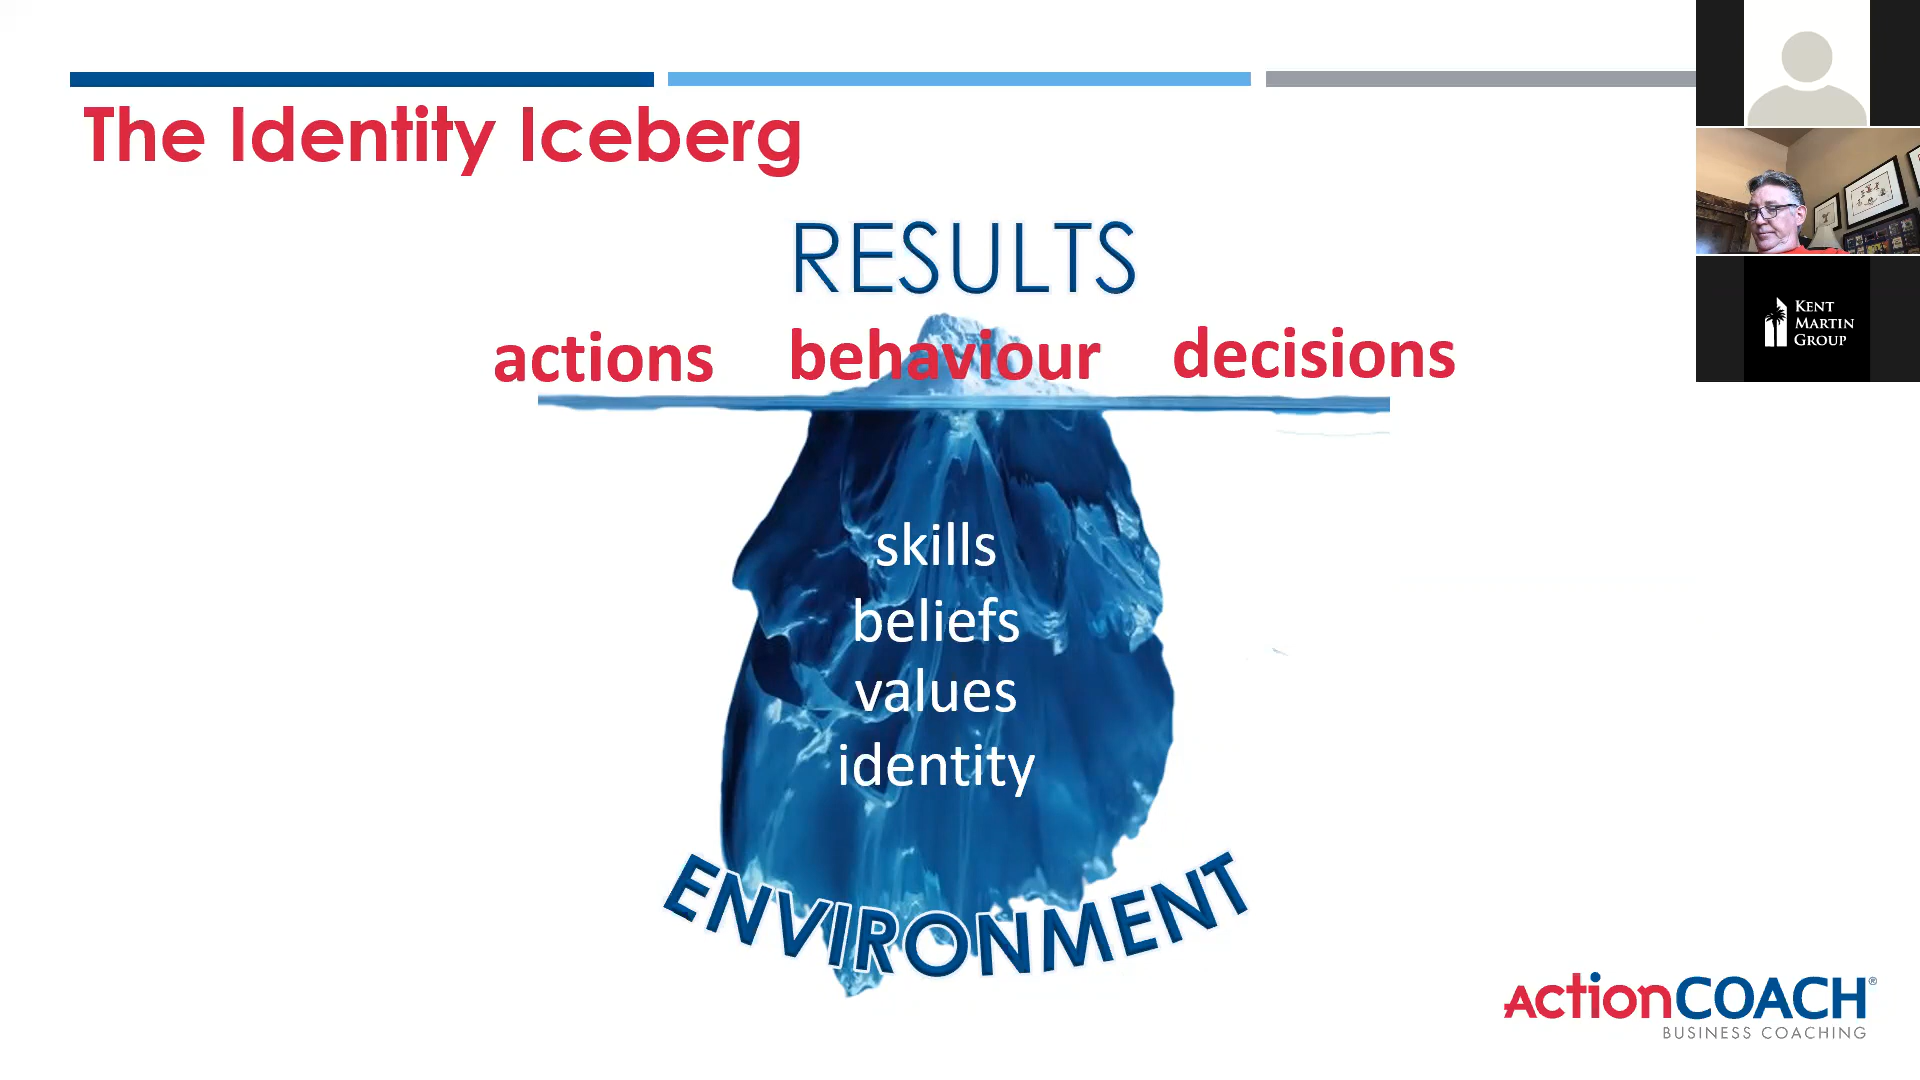 The Identity Iceberg
RESULTS
actions behaviour decisions
skills
beliefs
values
identity
ENVIRONMENT
KENT
MARTIN
GROUP
ActionCOACH®
BUSINESS COACHING